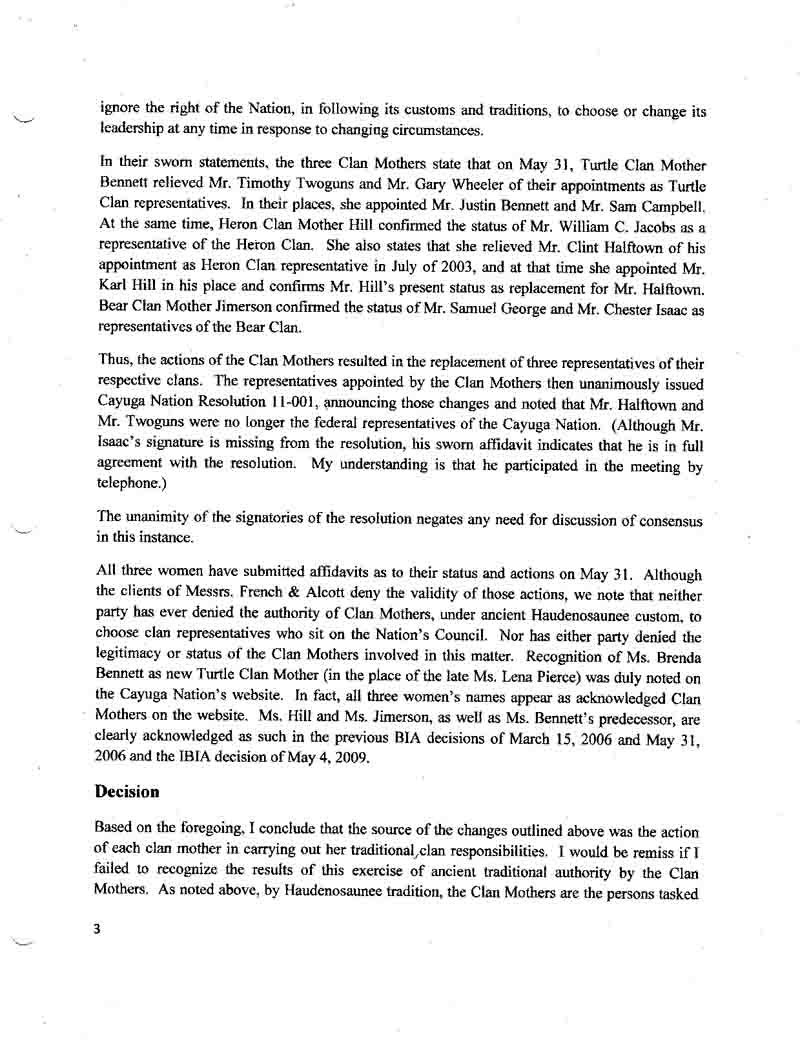 ignore the right of the Nation, in following its customs and traditions, to choose or change its
leadership at any time in response to changing circumstances.
In their sworn statements, the three Clan Mothers state that on May 31, Turtle Clan Mother
Bennett relieved Mr. Timothy Twoguns and Mr. Gary Wheeler of their appointments as Turtle
Clan representatives. In their places, she appointed Mr. Justin Bennett and Mr. Sam Campbell.
At the same time, Heron Clan Mother Hill confirmed the status of Mr. William C. Jacobs as a
representative of the Heron Clan. She also states that she relieved Mr. Clint Halftown of his
appointment as Heron Clan representative in July of 2003, and at that time she appointed Mr.
Karl Hill in his place and confirms Mr. Hill's present status as replacement for Mr. Halftown.
Bear Clan Mother Jimerson confirmed the status of Mr. Samuel George and Mr. Chester Isaac as
representatives of the Bear Clan.
Thus, the actions of the Clan Mothers resulted in the replacement of three representatives of their
respective clans. The representatives appointed by the Clan Mothers then unanimously issued
Cayuga Nation Resolution 11-001, announcing those changes and noted that Mr. Halftown and
Mr. Twoguns were no longer the federal representatives of the Cayuga Nation. (Although Mr.
Isaac's signature is missing from the resolution, his sworn affidavit indicates that he is in full
agreement with the resolution. My understanding is that he participated in the meeting by
telephone.)
The unanimity of the signatories of the resolution negates any need for discussion of consensus
in this instance.
All three women have submitted affidavits as to their status and actions on May 31. Although
the clients of Messrs. French & Alcott deny the validity of those actions, we note that neither
party has ever denied the authority of Clan Mothers, under ancient Haudenosaunee custom, to
choose clan representatives who sit on the Nation's Council. Nor has either party denied the
legitimacy or status of the Clan Mothers involved in this matter. Recognition of Ms. Brenda
Bennett as new Turtle Clan Mother (in the place of the late Ms. Lena Pierce) was duly noted on
the Cayuga Nation's website. In fact, all three women's names appear as acknowledged Clan
Mothers on the website. Ms. Hill and Ms. Jimerson, as well as Ms. Bennett's predecessor, are
clearly acknowledged as such in the previous BIA decisions of March 15, 2006 and May 31,
2006 and the IBIA decision of May 4, 2009.
Decision
Based on the foregoing, I conclude that the source of the changes outlined above was the action
of each clan mother in carrying out her traditional clan responsibilities. I would be remiss if I
failed to recognize the results of this exercise of ancient traditional authority by the Clan
Mothers. As noted above, by Haudenosaunee tradition, the Clan Mothers are the persons tasked
3